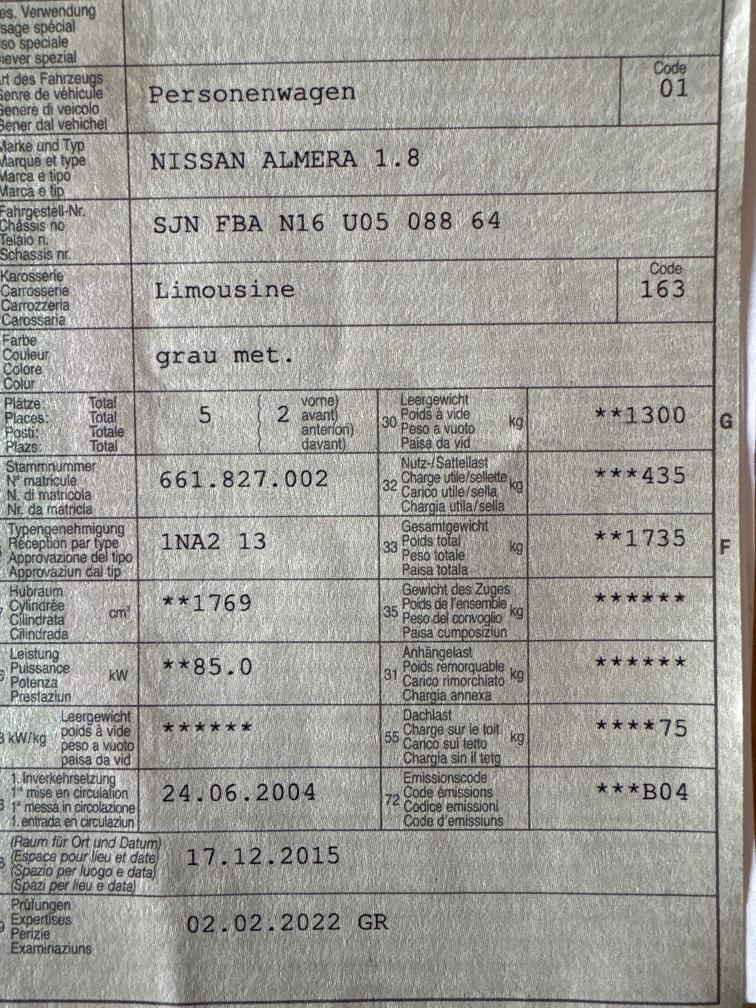 es. Verwendung
sage spécial
so speciale
iever spezial
rt des Fahrzeugs
Genre de véhicule
Genere di veicolo
Gener dal vehichel
Personenwagen
Code
01
Marke und Typ
Marque et type
Marca e tipo
Marca e tip
NISSAN ALMERA 1.8
Fahrgestell-Nr.
Châssis no
Telaio n.
Schassis nr.
SJN FBA N16 U05 088 64
Karosserie
Carrosserie
Carrozzeria
Carossaria
Limousine
Code
163
Farbe
Couleur
Colore
Colur
grau met.
Plätze: Total
Places: Total
Posti: Totale
Plazs: Total
5
2
vorne)
avant)
anteriori)
davant)
30
Leergewicht
Poids à vide
Peso a vuoto
Paisa da vid
kg
**1300
G
Stammnummer
N° matricule
N. di matricola
Nr. da matricla
661.827.002
32
Nutz-/Sattellast
Charge utile/sellette
Carico utile/sella
Chargia utila/sella
kg
***435
Typengenehmigung
Réception par type
Approvazione del tipo
Approvaziun dal tip
1NA2 13
33
Gesamtgewicht
Poids total
Peso totale
Paisa totala
kg
**1735
F
Hubraum
Cylindrée
Cilindrata
Cilindrada
cm³
**1769
35
Gewicht des Zuges
Poids de l'ensemble
Peso del convoglio
Paisa cumposiziun
kg
******
Leistung
Puissance
Potenza
Prestaziun
kW
**85.0
31
Anhängelast
Poids remorquable
Carico rimorchiato
Chargia annexa
kg
******
kW/kg
Leergewicht
poids à vide
peso a vuoto
paisa da vid
******
55
Dachlast
Charge sur le toit
Carico sul tetto
Chargia sin il tetg
kg
****75
1. Inverkehrsetzung
1re mise en circulation
1a messa in circolazione
1. entrada en circulaziun
24.06.2004
72
Emissionscode
Code émissions
Codice emissioni
Code d'emissiuns
***B04
(Raum für Ort und Datum)
(Espace pour lieu et date)
(Spazio per luogo e data)
(Spazi per lieu e data)
17.12.2015
Prüfungen
Expertises
Perizie
Examinaziuns
02.02.2022 GR